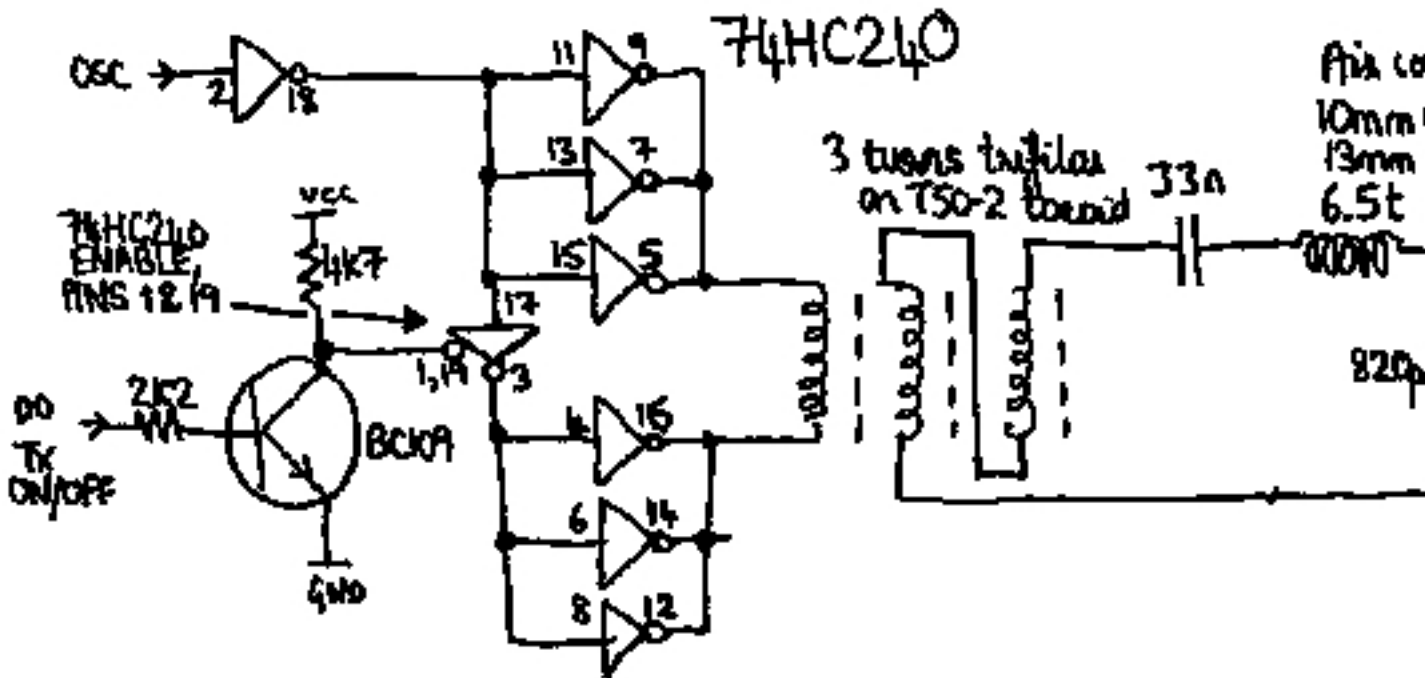 74HC240
OSC
2
18
11
9
13
7
15
5
17
1,19
3
3 turns trifilar
on T50-2 toroid
33n
10mm
13mm
6.5t
820p
VCC
4K7
74HC240
ENABLE
PINS 1 & 19
2K2
TX
ON/OFF
BC109
GND
4
16
6
14
8
12